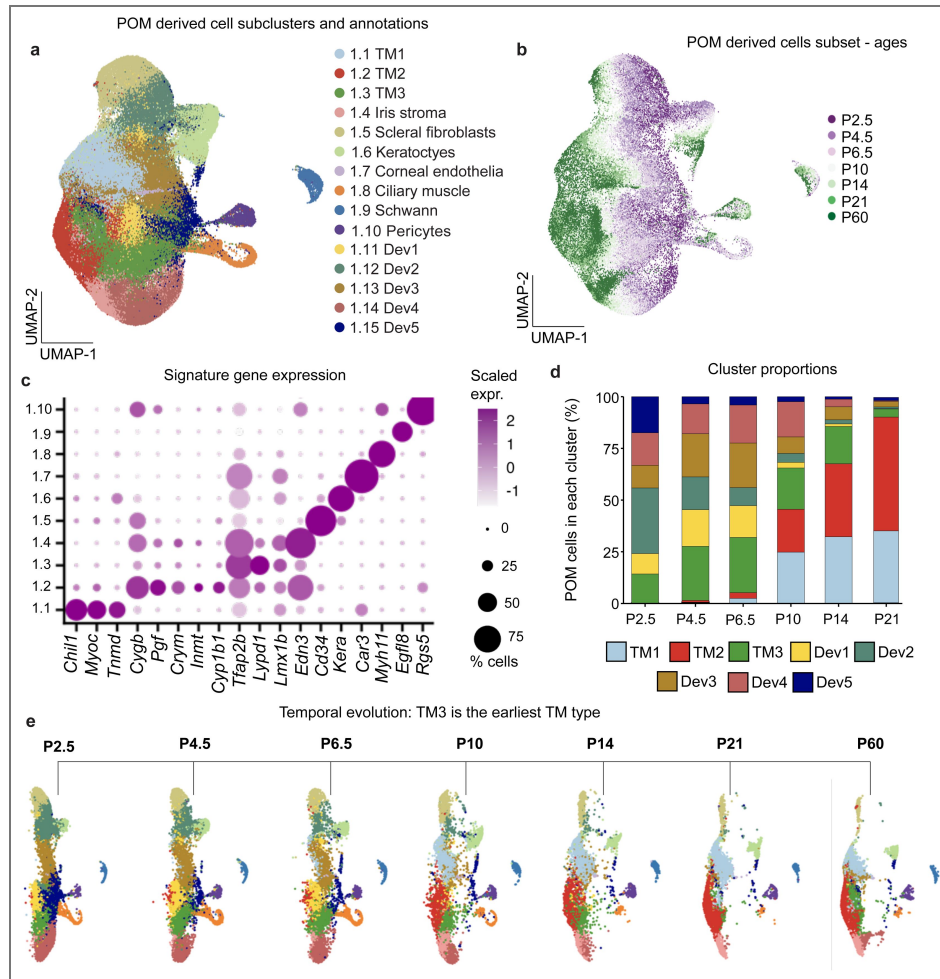 POM derived cell subclusters and annotations
a
1.1 TM1
1.2 TM2
1.3 TM3
1.4 Iris stroma
1.5 Scleral fibroblasts
1.6 Keratoctyes
1.7 Corneal endothelia
1.8 Ciliary muscle
1.9 Schwann
1.10 Pericytes
1.11 Dev1
1.12 Dev2
1.13 Dev3
1.14 Dev4
1.15 Dev5
UMAP-2
UMAP-1
b
POM derived cells subset - ages
P2.5
P4.5
P6.5
P10
P14
P21
P60
UMAP-2
UMAP-1
c
Signature gene expression
1.10
1.9
1.8
1.7
1.6
1.5
1.4
1.3
1.2
1.1
Chil1
Myoc
Tnmd
Cygb
Pgf
Crym
Inmt
Cyp1b1
Tfap2b
Lypd1
Lmx1b
Edn3
Cd34
Kera
Car3
Myh11
Egfl8
Rgs5
Scaled
expr.
2
1
0
-1
0
25
50
75
% cells
d
Cluster proportions
POM cells in each cluster (%)
100
75
50
25
0
P2.5 P4.5 P6.5 P10 P14 P21
TM1 TM2 TM3 Dev1 Dev2
Dev3 Dev4 Dev5
e
Temporal evolution: TM3 is the earliest TM type
P2.5 P4.5 P6.5 P10 P14 P21 P60